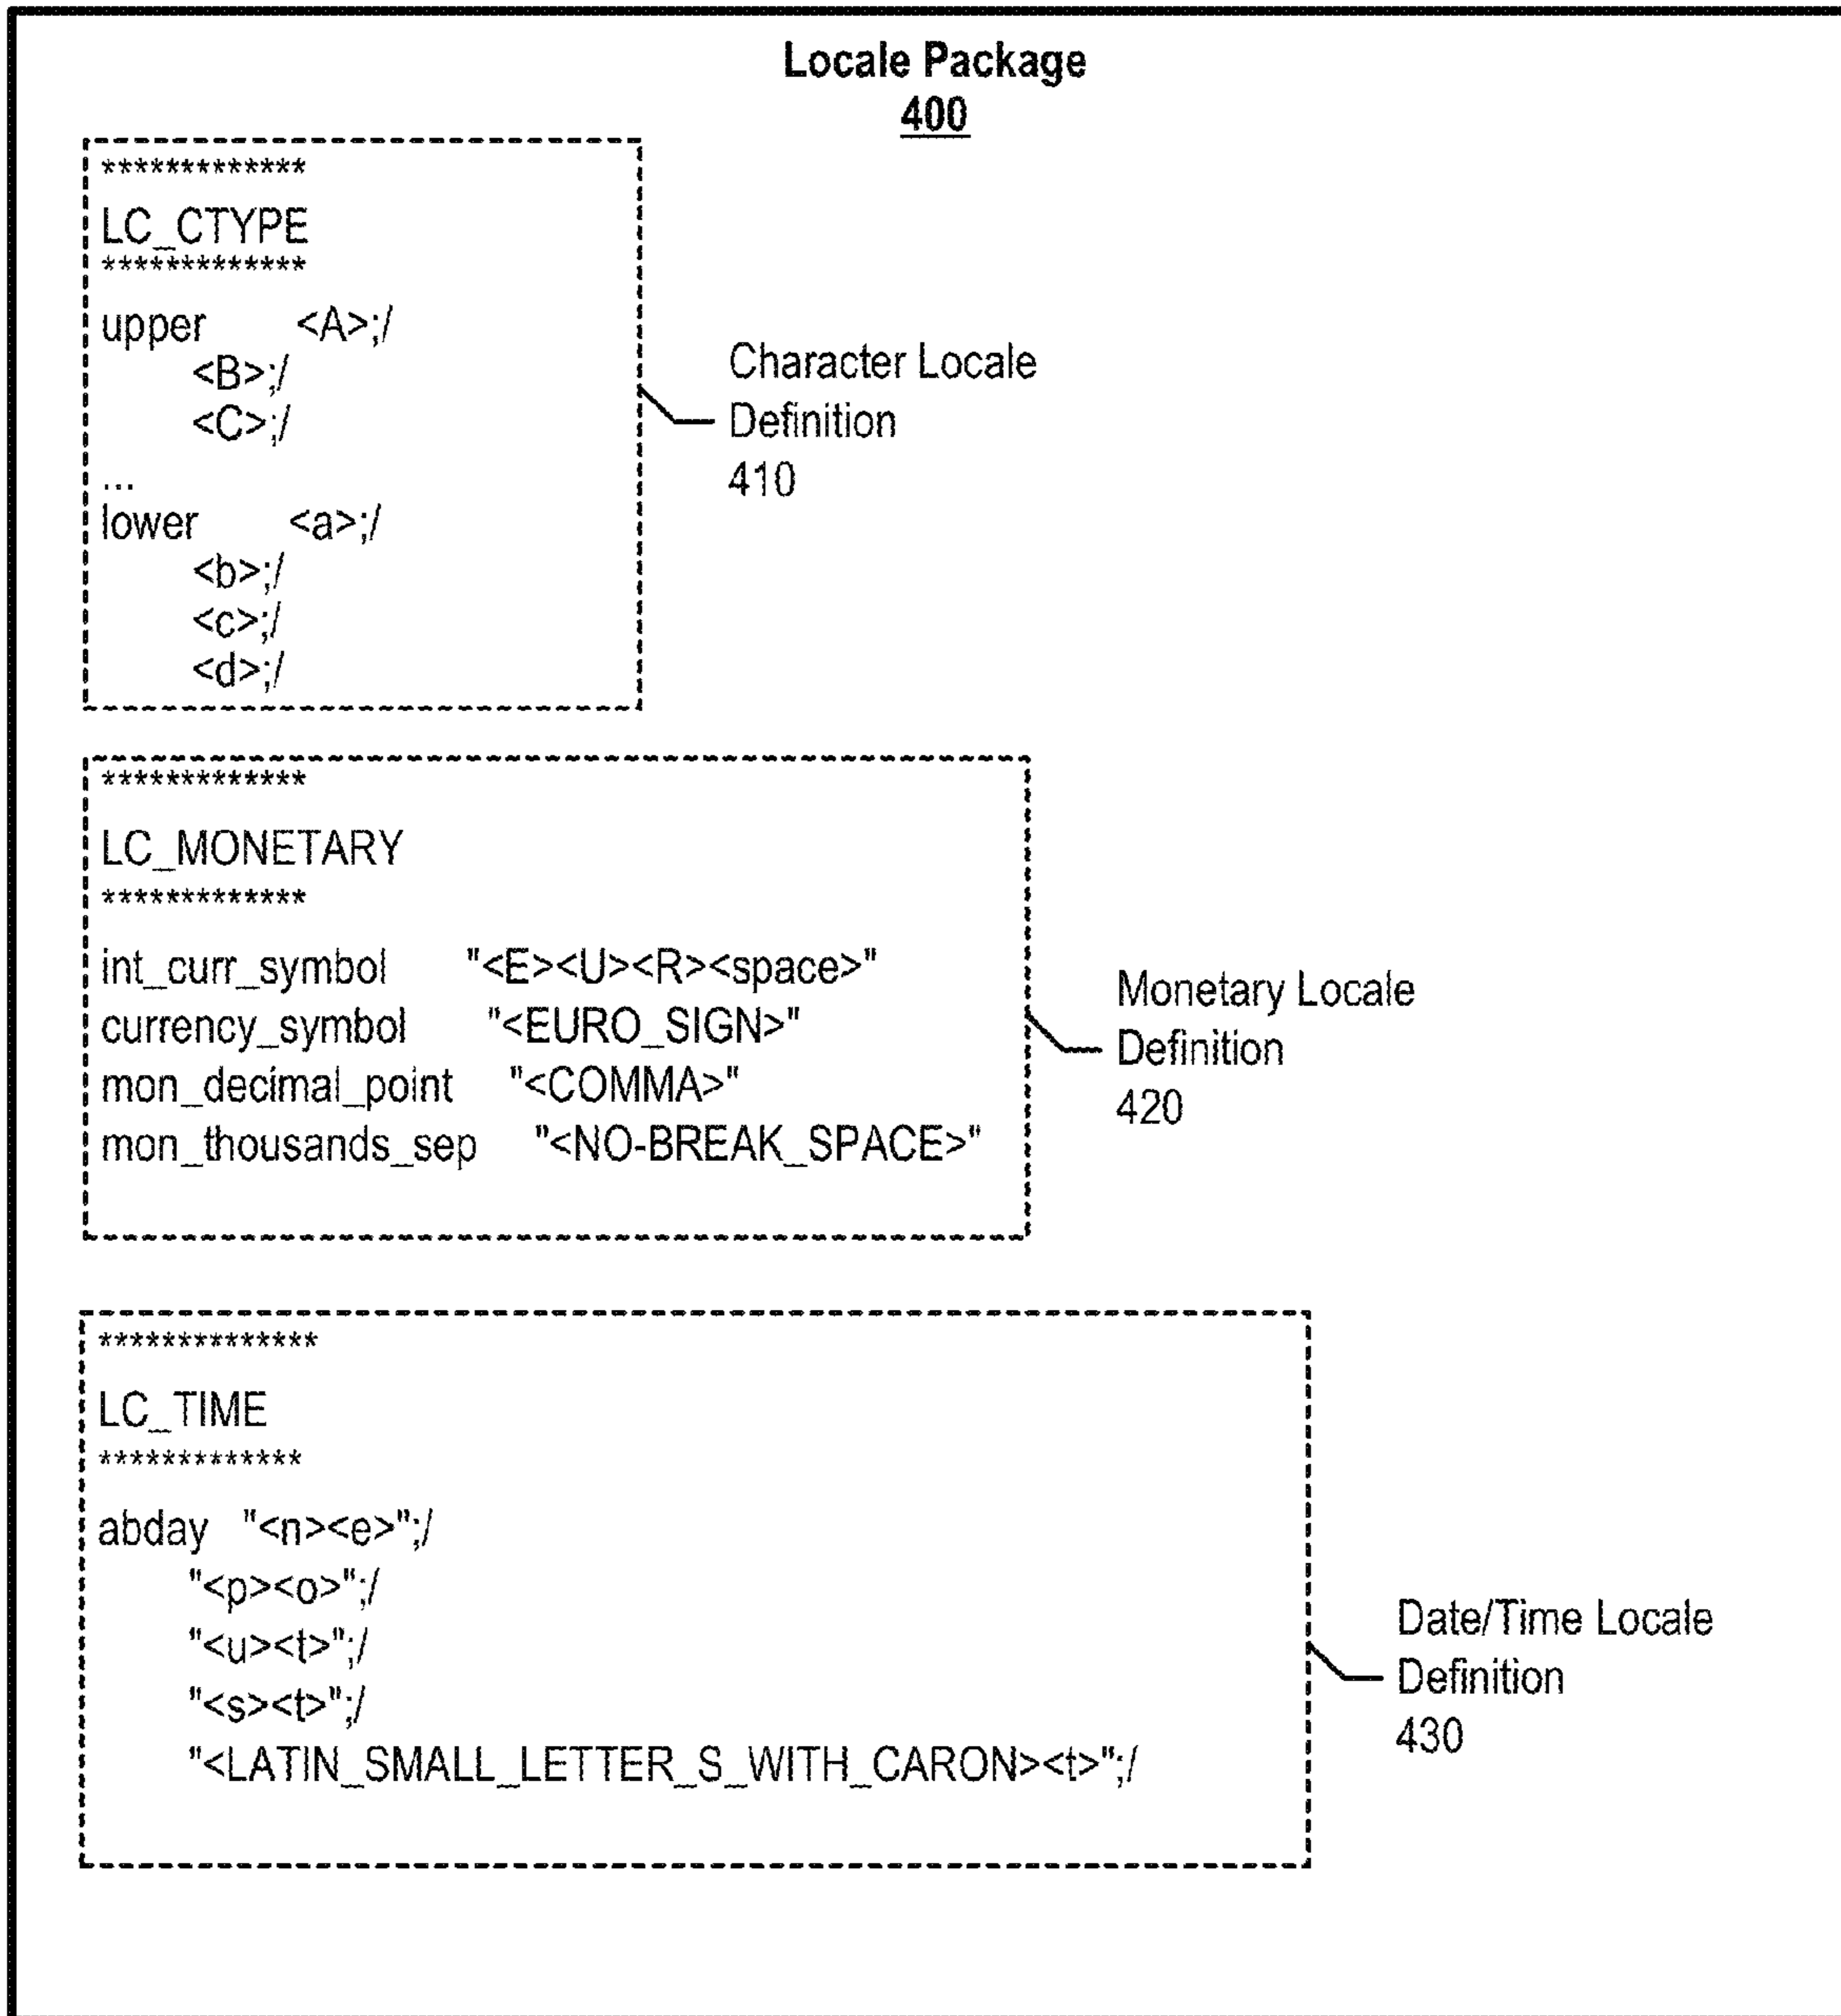 Locale Package
400
*************
LC_CTYPE
*************
upper <A>;/
<B>;/
<C>;/
...
lower <a>;/
<b>;/
<c>;/
<d>;/
Character Locale
Definition
410
*************
LC_MONETARY
*************
int_curr_symbol "<E><U><R><space>"
currency_symbol "<EURO_SIGN>"
mon_decimal_point "<COMMA>"
mon_thousands_sep "<NO-BREAK_SPACE>"
Monetary Locale
Definition
420
**************
LC_TIME
*************
abday "<n><e>";/
"<p><o>";/
"<u><t>";/
"<s><t>";/
"<LATIN_SMALL_LETTER_S_WITH_CARON><t>";/
Date/Time Locale
Definition
430